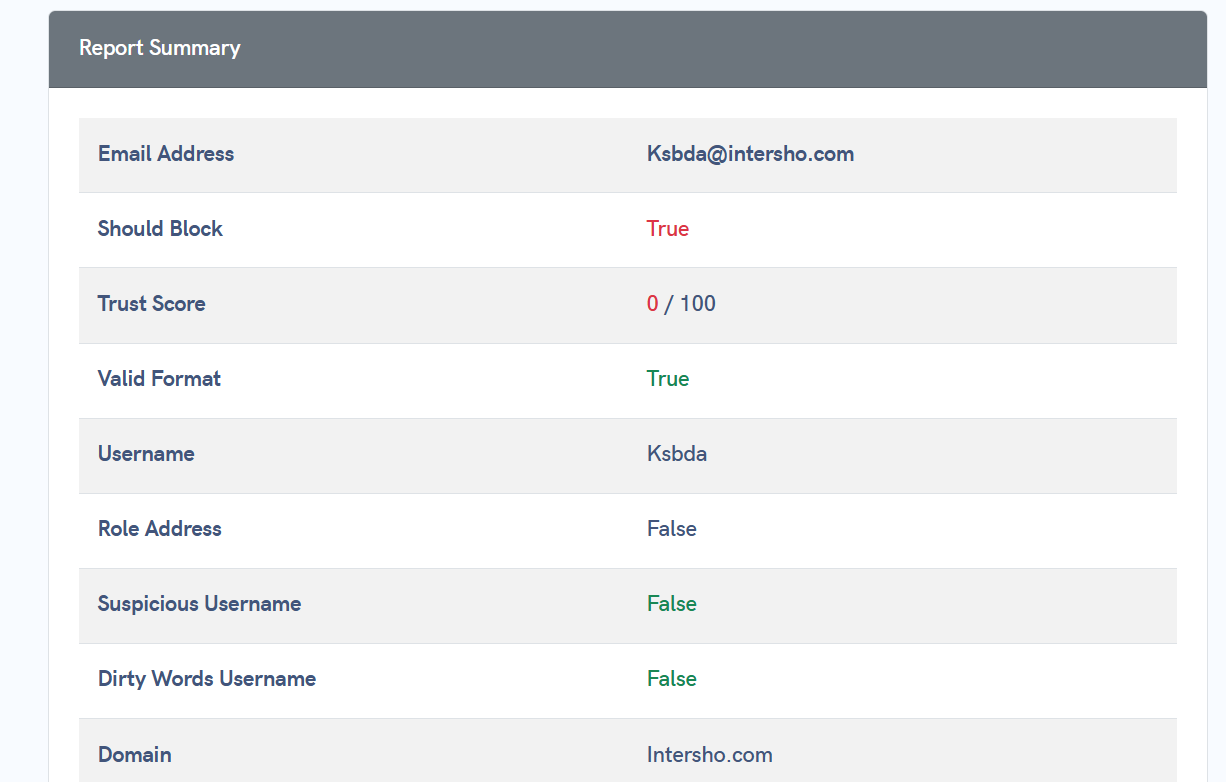 Report Summary
Email Address Ksbda@intersho.com
Should Block True
Trust Score 0 / 100
Valid Format True
Username Ksbda
Role Address False
Suspicious Username False
Dirty Words Username False
Domain Intersho.com